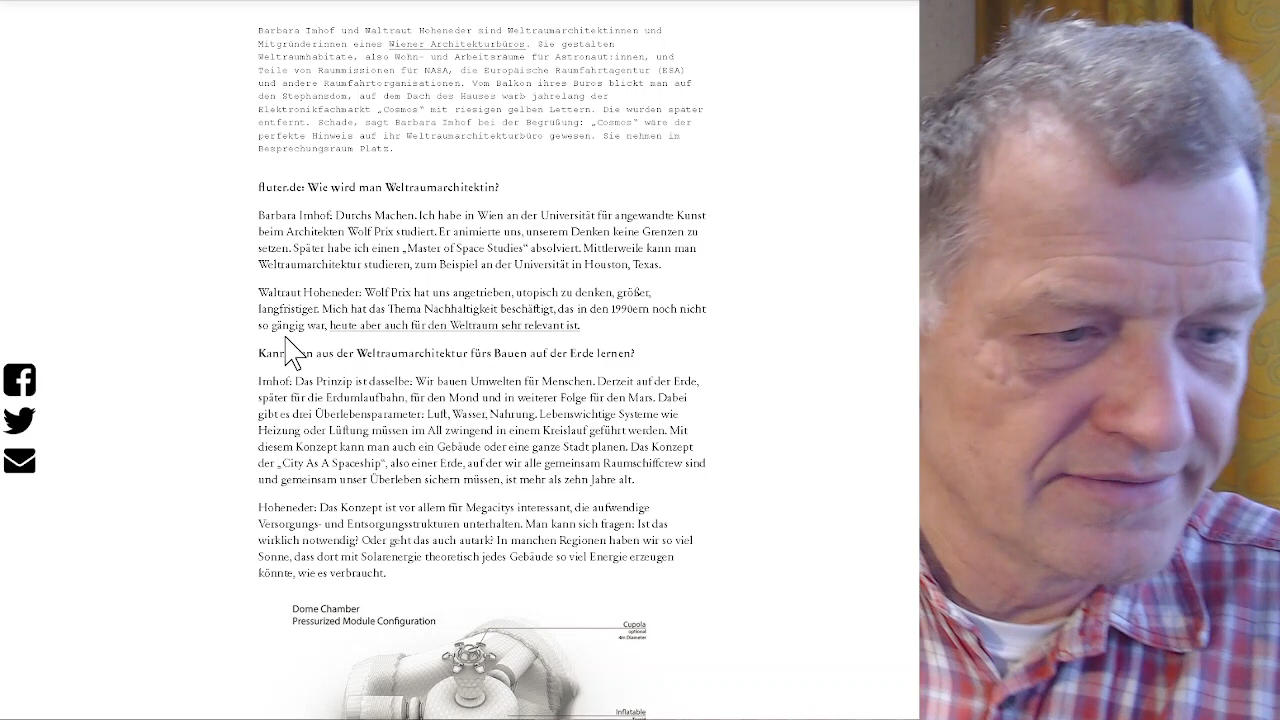 Barbara Imhof und Waltraut Hoheneder sind Weltraumarchitektinnen und
Mitgründerinnen eines Wiener Architekturbüros. Sie gestalten
Weltraumhabitate, also Wohn- und Arbeitsräume für Astronaut:innen, und
Teile von Raummissionen für NASA, die Europäische Raumfahrtagentur (ESA)
und andere Raumfahrtorganisationen. Vom Balkon ihres Büros blickt man auf
den Stephansdom, auf dem Dach des Hauses warb jahrelang der
Elektronikfachmarkt „Cosmos“ mit riesigen gelben Lettern. Die wurden später
entfernt. Schade, sagt Barbara Imhof bei der Begrüßung: „Cosmos“ wäre der
perfekte Hinweis auf ihr Weltraumarchitekturbüro gewesen. Sie nehmen im
Besprechungsraum Platz.
fluter.de: Wie wird man Weltraumarchitektin?
Barbara Imhof: Durchs Machen. Ich habe in Wien an der Universität für angewandte Kunst
beim Architekten Wolf Prix studiert. Er animierte uns, unserem Denken keine Grenzen zu
setzen. Später habe ich einen „Master of Space Studies“ absolviert. Mittlerweile kann man
Weltraumarchitektur studieren, zum Beispiel an der Universität in Houston, Texas.
Waltraut Hoheneder: Wolf Prix hat uns angetrieben, utopisch zu denken, größer,
langfristiger. Mich hat das Thema Nachhaltigkeit beschäftigt, das in den 1990ern noch nicht
so gängig war, heute aber auch für den Weltraum sehr relevant ist.
aus der Weltraumarchitektur fürs Bauen auf der Erde lernen?
Imhof: Das Prinzip ist dasselbe: Wir bauen Umwelten für Menschen. Derzeit auf der Erde,
später für die Erdumlaufbahn, für den Mond und in weiterer Folge für den Mars. Dabei
gibt es drei Überlebensparameter: Luft, Wasser, Nahrung. Lebenswichtige Systeme wie
Heizung oder Lüftung müssen im All zwingend in einem Kreislauf geführt werden. Mit
diesem Konzept kann man auch ein Gebäude oder eine ganze Stadt planen. Das Konzept
der „City As A Spaceship“, also einer Erde, auf der wir alle gemeinsam Raumschiffcrew sind
und gemeinsam unser Überleben sichern müssen, ist mehr als zehn Jahre alt.
Hoheneder: Das Konzept ist vor allem für Megacitys interessant, die aufwendige
Versorgungs- und Entsorgungsstrukturen unterhalten. Man kann sich fragen: Ist das
wirklich notwendig? Oder geht das auch autark? In manchen Regionen haben wir so viel
Sonne, dass dort mit Solarenergie theoretisch jedes Gebäude so viel Energie erzeugen
könnte, wie es verbraucht.
Dome Chamber
Pressurized Module Configuration
Cupola
optional
4m Diameter
Inflatable